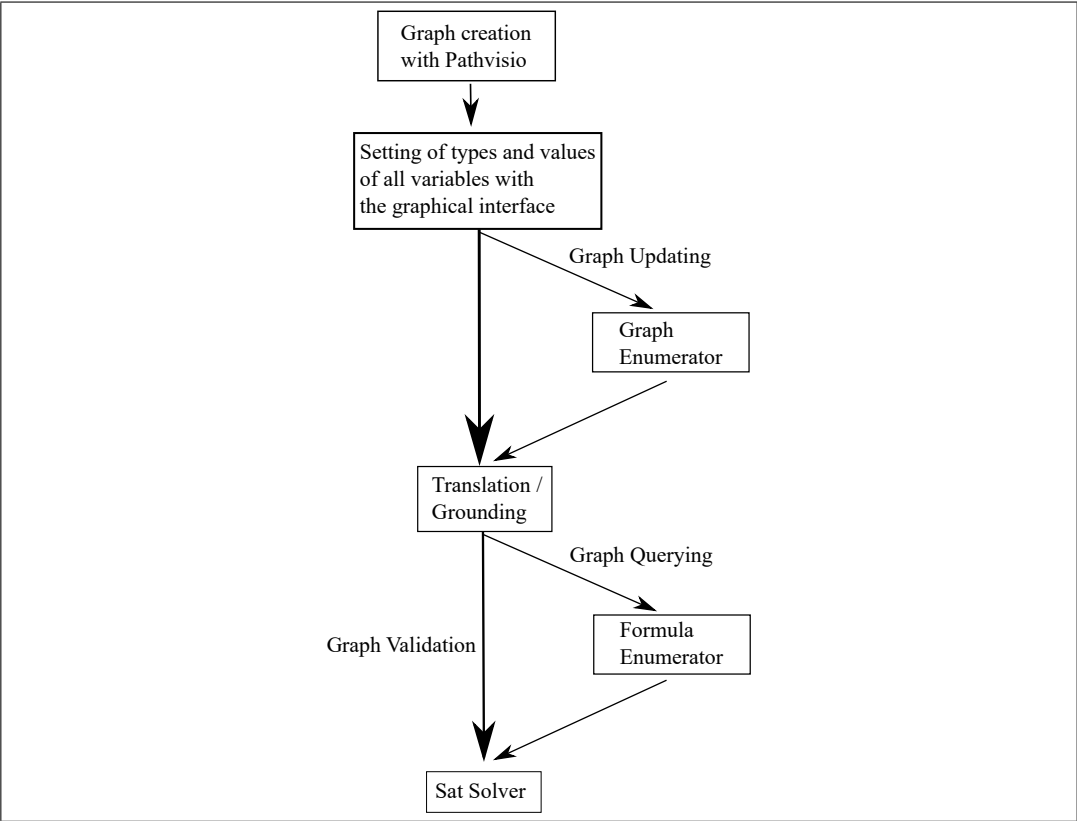 Graph creation
with Pathvisio
Setting of types and values
of all variables with
the graphical interface
Graph Updating
Graph
Enumerator
Translation /
Grounding
Graph Querying
Graph Validation
Formula
Enumerator
Sat Solver